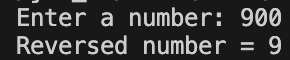 Enter a number: 900
Reversed number = 9